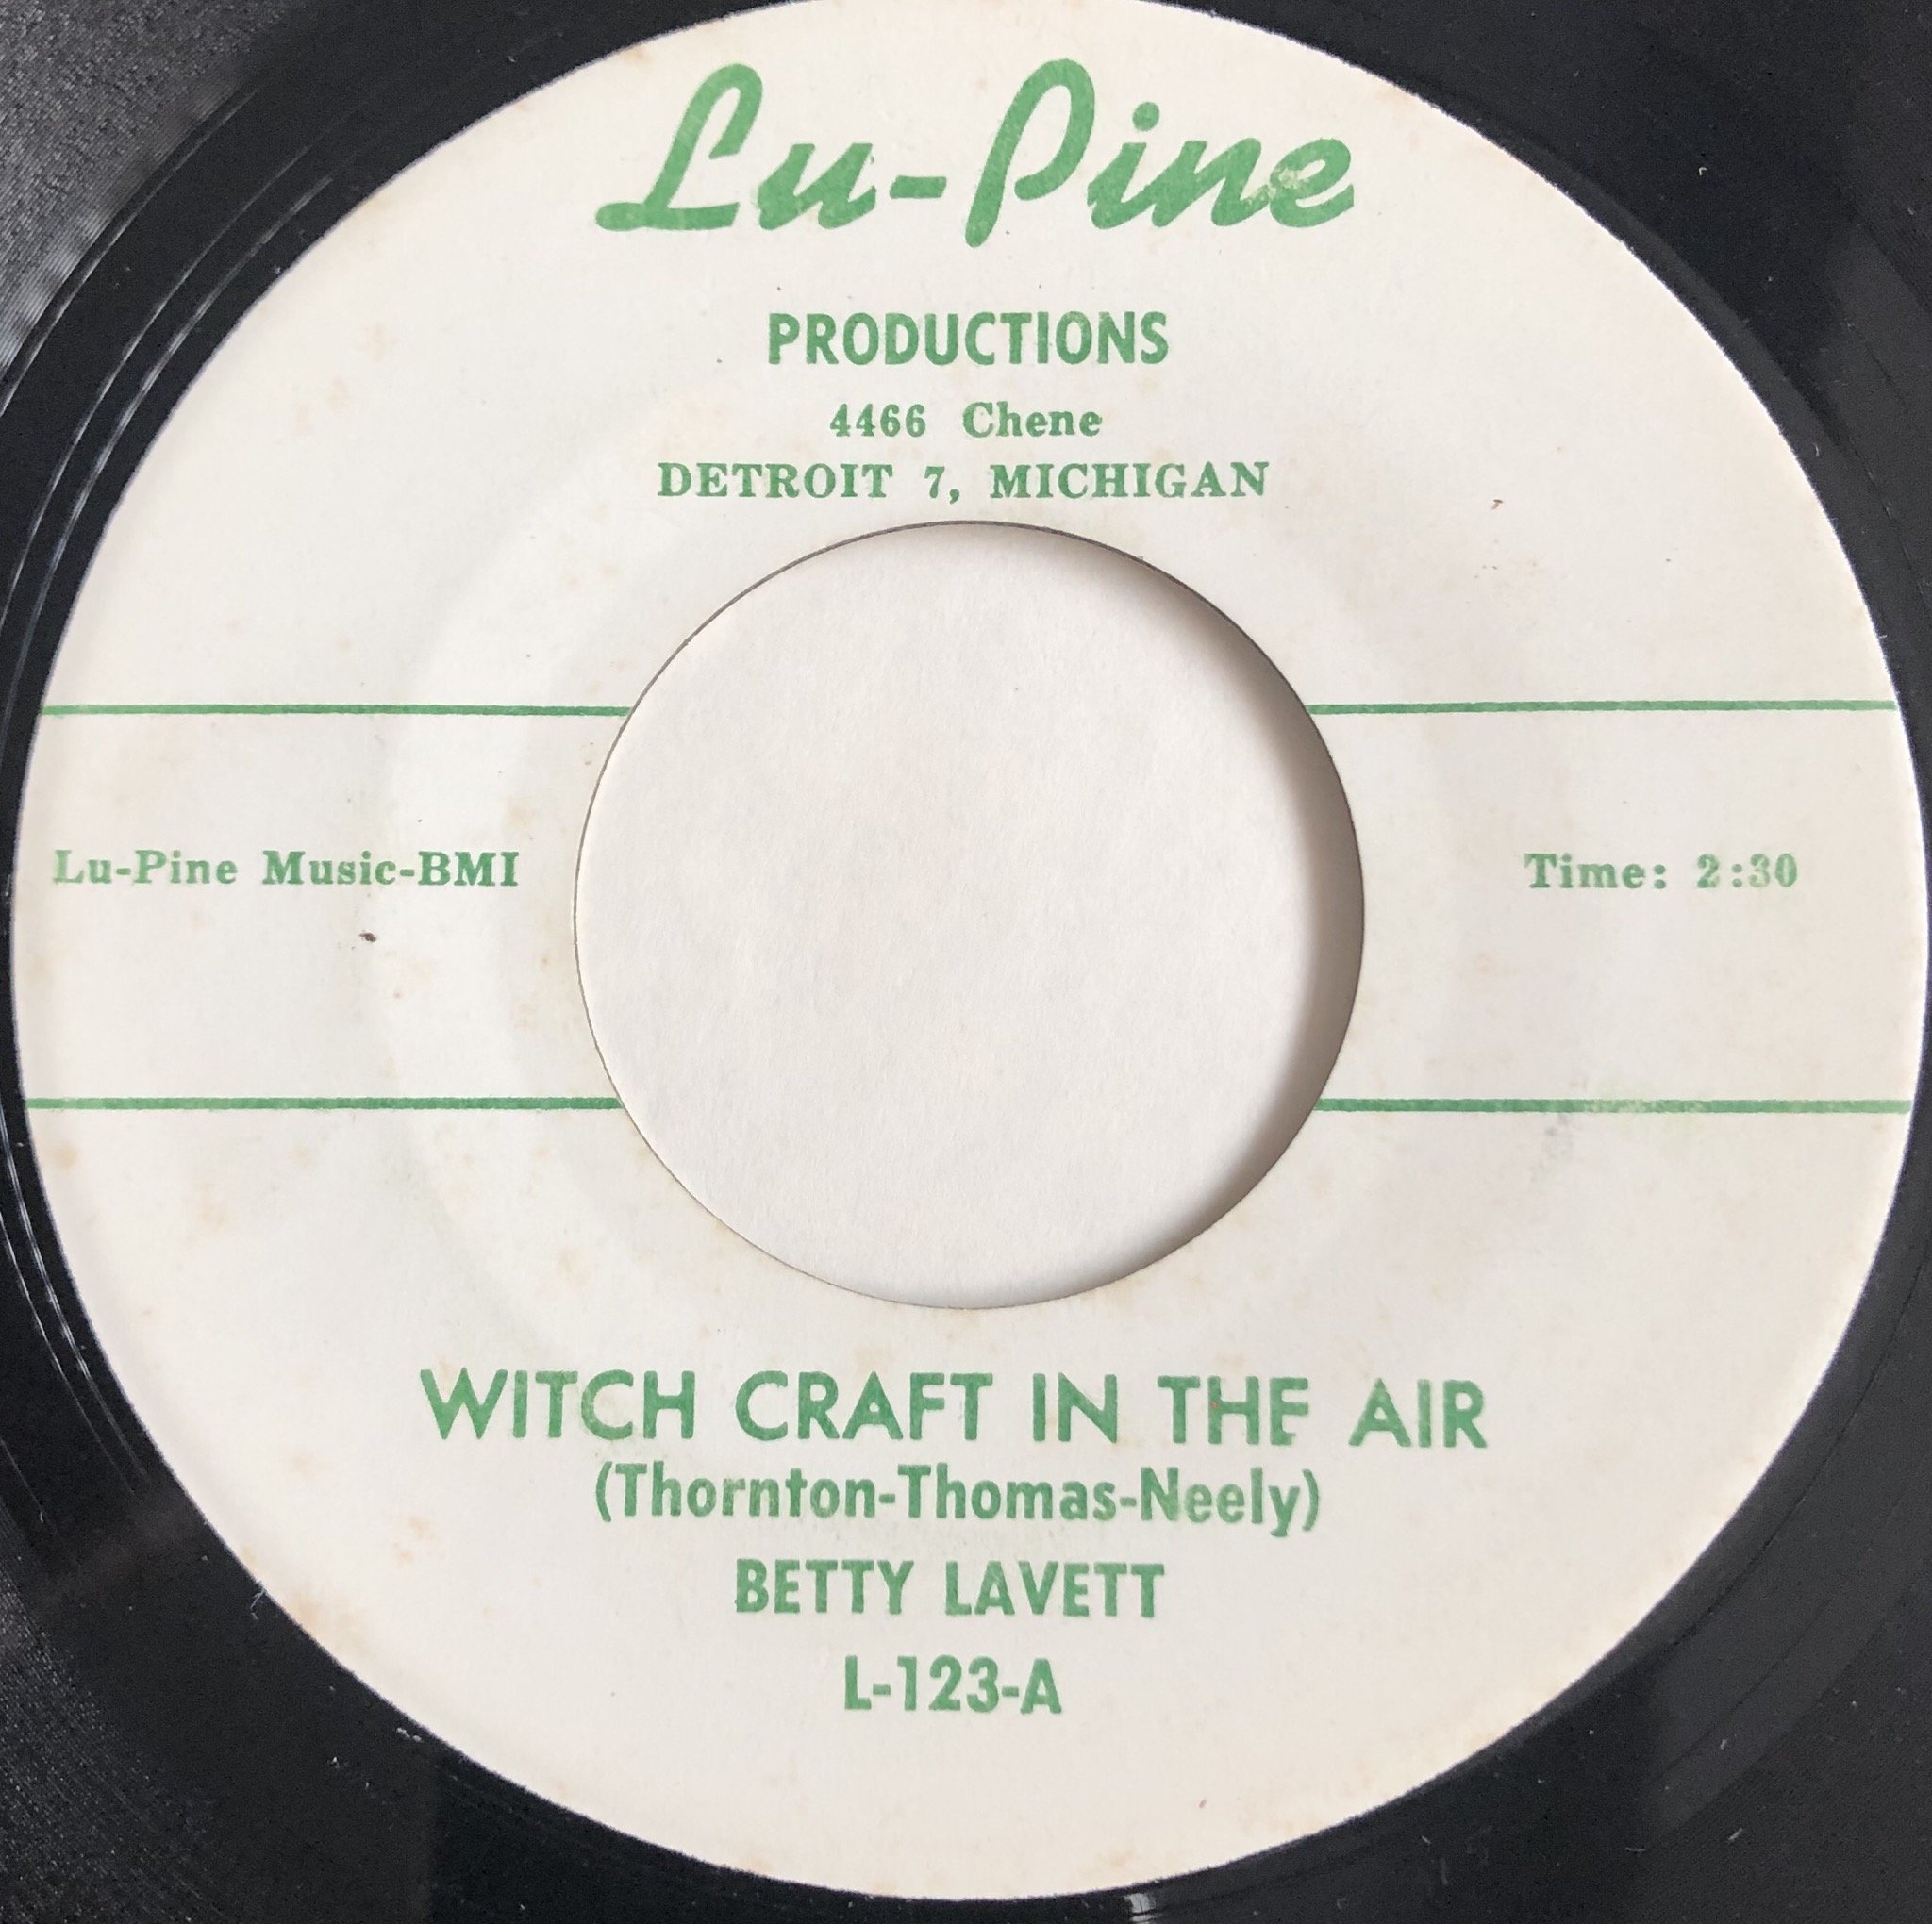 Lu-Pine
PRODUCTIONS
4466 Chene
DETROIT 7, MICHIGAN
Lu-Pine Music-BMI
Time: 2:30
WITCH CRAFT IN THE AIR
(Thornton-Thomas-Neely)
BETTY LAVETT
L-123-A